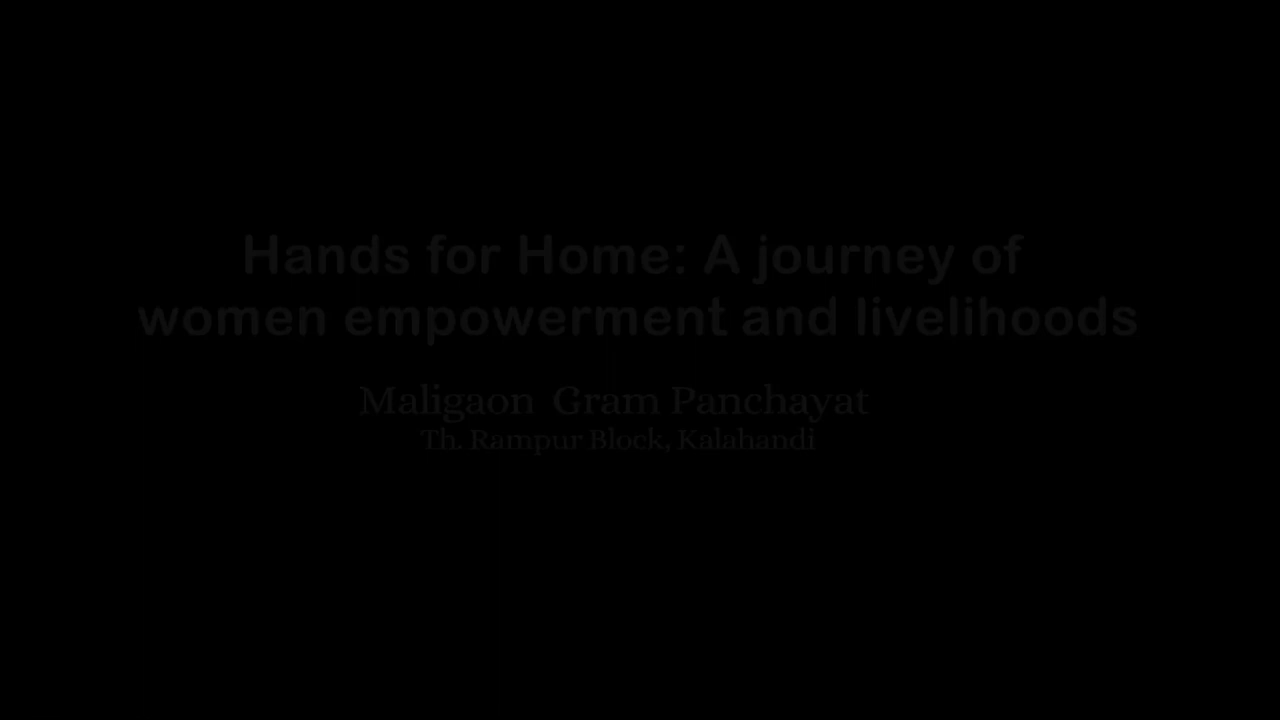 Hands for Home: A journey of
women empowerment and livelihoods
Maligaon Gram Panchayat
Th. Rampur Block, Kalahandi